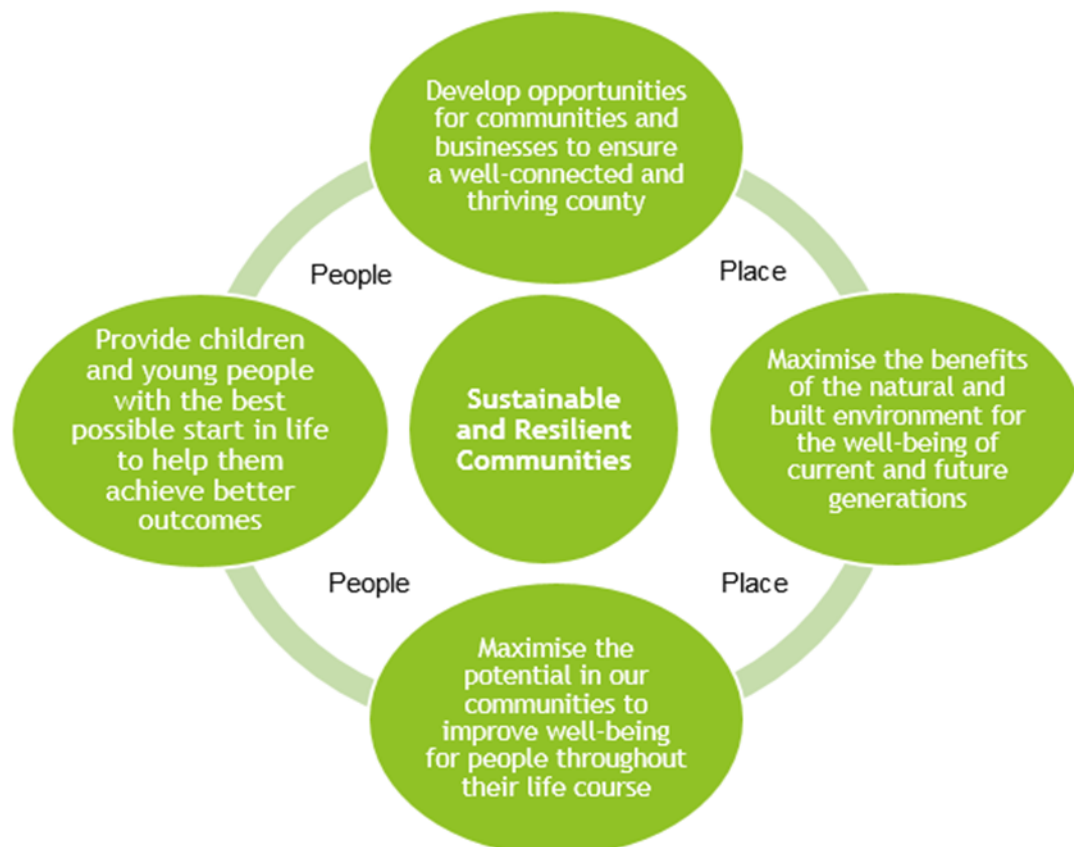 Develop opportunities
for communities and
businesses to ensure
a well-connected and
thriving county
People
Place
Provide children
and young people
with the best
possible start in life
to help them
achieve better
outcomes
Sustainable
and Resilient
Communities
Maximise the benefits
of the natural and
built environment for
the well-being of
current and future
generations
People
Place
Maximise the
potential in our
communities to
improve well-being
for people throughout
their life course